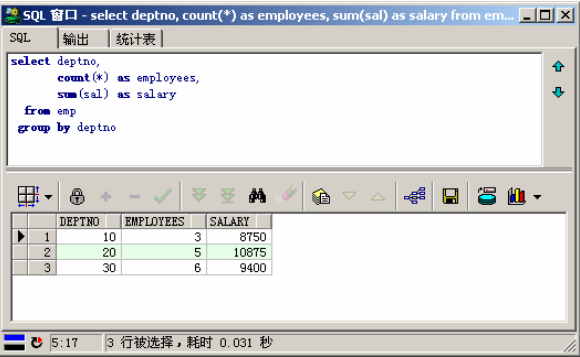 SQL 窗口 - select deptno, count(*) as employees, sum(sal) as salary from em...
SQL 输出 统计表
select deptno,
count(*) as employees,
sum(sal) as salary
from emp
group by deptno
DEPTNO EMPLOYEES SALARY
1 10 3 8750
2 20 5 10875
3 30 6 9400
5:17 3 行被选择，耗时 0.031 秒